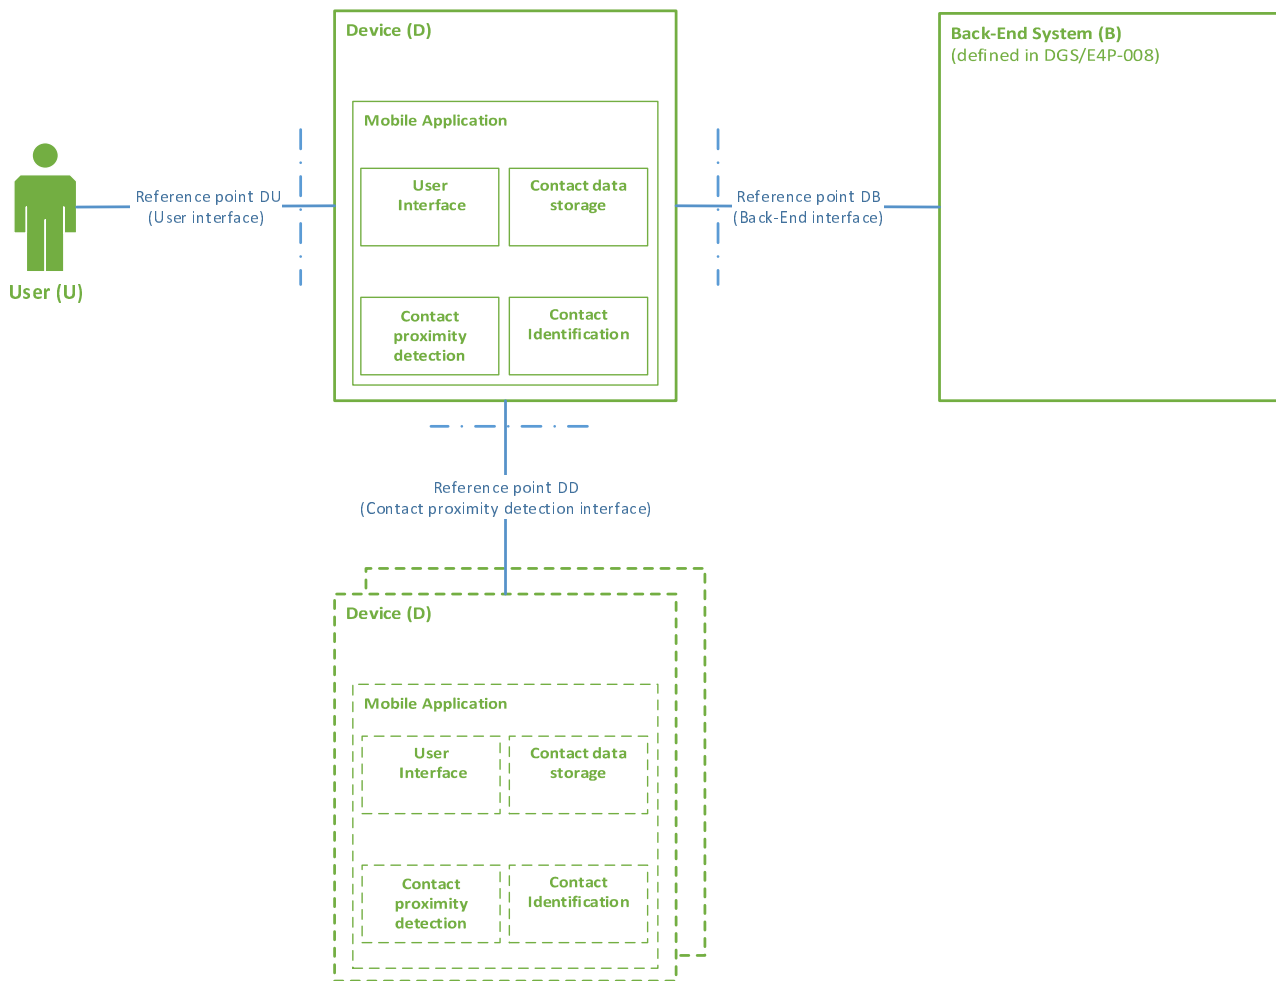 Device (D)
Back-End System (B)
(defined in DGS/E4P-008)
Mobile Application
User
Interface
Contact data
storage
Reference point DU
(User interface)
Reference point DB
(Back-End interface)
User (U)
Contact
proximity
detection
Contact
Identification
Reference point DD
(Contact proximity detection interface)
Device (D)
Mobile Application
User
Interface
Contact data
storage
Contact
proximity
detection
Contact
Identification